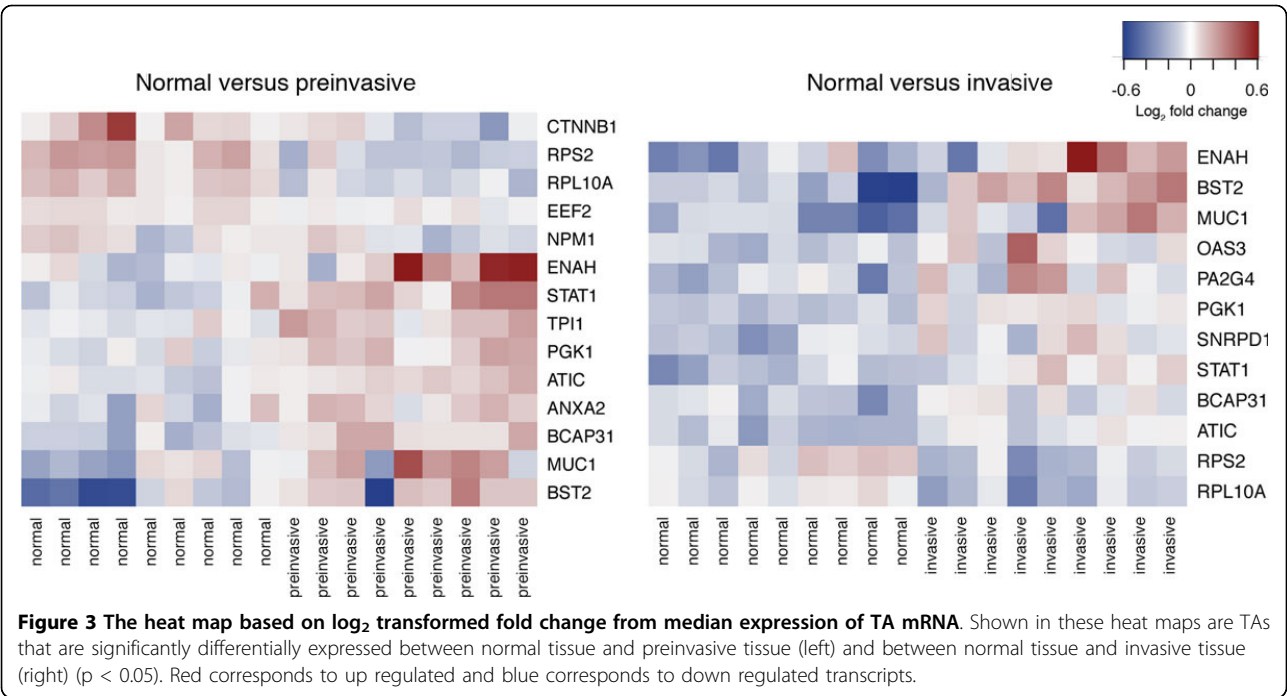 Normal versus preinvasive
CTNNB1
RPS2
RPL10A
EEF2
NPM1
ENAH
STAT1
TPI1
PGK1
ATIC
ANXA2
BCAP31
MUC1
BST2
normal normal normal normal normal normal normal normal normal preinvasive preinvasive preinvasive preinvasive preinvasive preinvasive preinvasive preinvasive preinvasive
Normal versus invasive
-0.6 0 0.6
Log2 fold change
ENAH
BST2
MUC1
OAS3
PA2G4
PGK1
SNRPD1
STAT1
BCAP31
ATIC
RPS2
RPL10A
normal normal normal normal normal normal normal normal normal invasive invasive invasive invasive invasive invasive invasive invasive invasive
Figure 3 The heat map based on log2 transformed fold change from median expression of TA mRNA. Shown in these heat maps are TAs
that are significantly differentially expressed between normal tissue and preinvasive tissue (left) and between normal tissue and invasive tissue
(right) (p < 0.05). Red corresponds to up regulated and blue corresponds to down regulated transcripts.